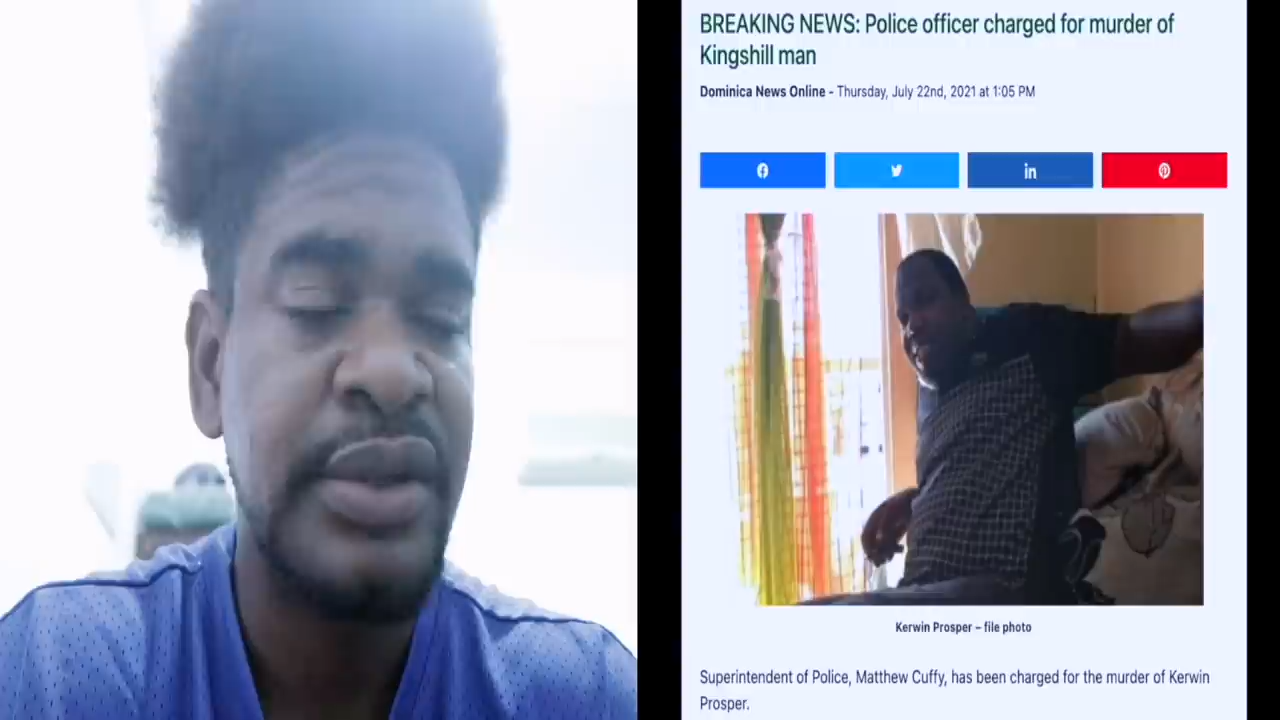 BREAKING NEWS: Police officer charged for murder of
Kingshill man
Dominica News Online - Thursday, July 22nd, 2021 at 1:05 PM
in
Kerwin Prosper – file photo
Superintendent of Police, Matthew Cuffy, has been charged for the murder of Kerwin
Prosper.